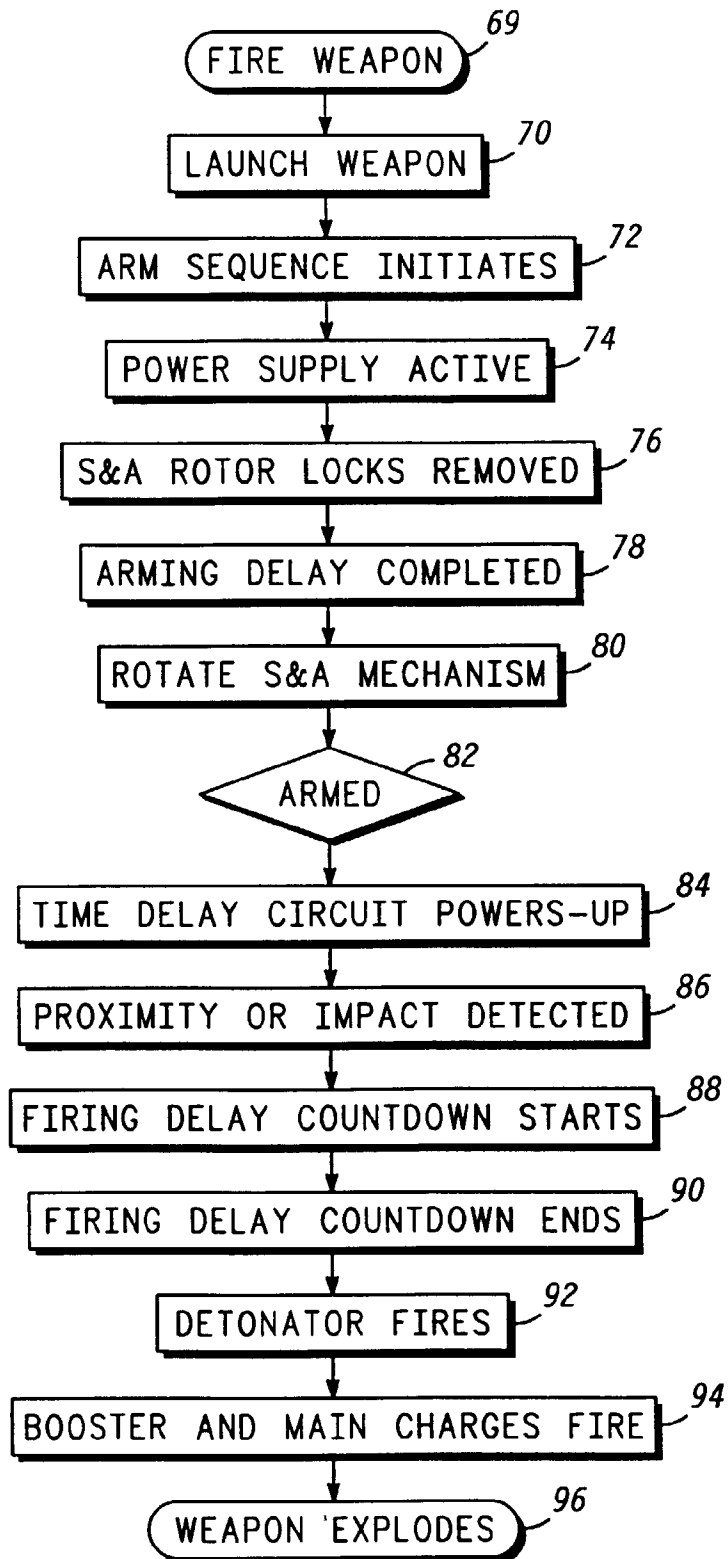 69
FIRE WEAPON
70
LAUNCH WEAPON
72
ARM SEQUENCE INITIATES
74
POWER SUPPLY ACTIVE
76
S&A ROTOR LOCKS REMOVED
78
ARMING DELAY COMPLETED
80
ROTATE S&A MECHANISM
82
ARMED
84
TIME DELAY CIRCUIT POWERS-UP
86
PROXIMITY OR IMPACT DETECTED
88
FIRING DELAY COUNTDOWN STARTS
90
FIRING DELAY COUNTDOWN ENDS
92
DETONATOR FIRES
94
BOOSTER AND MAIN CHARGES FIRE
96
WEAPON EXPLODES